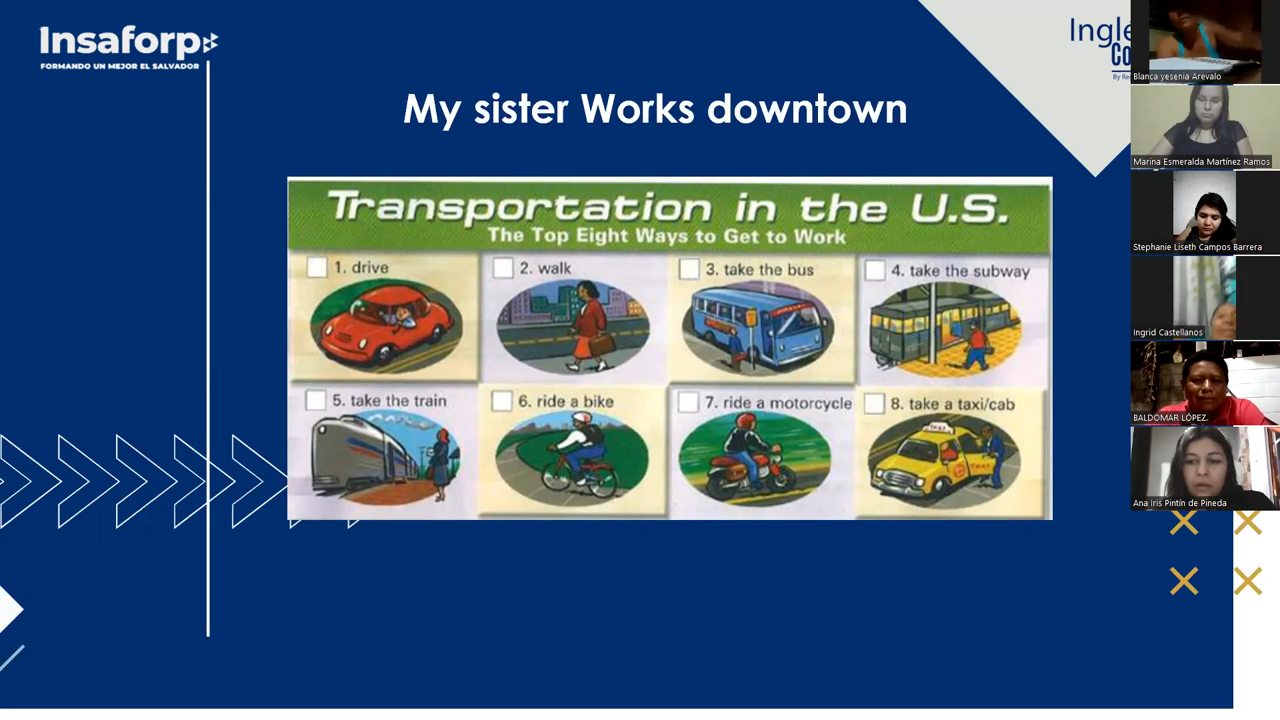 Insaforp
FORMANDO UN MEJOR EL SALVADOR
My sister Works downtown
Transportation in the U.S.
The Top Eight Ways to Get to Work
1. drive
2. walk
3. take the bus
4. take the subway
5. take the train
6. ride a bike
7. ride a motorcycle
8. take a taxi/cab
TAXI
Blanca yesenia Arevalo
Marina Esmeralda Martínez Ramos
Stephanie Liseth Campos Barrera
Ingrid Castellanos
BALDOMAR LÓPEZ.
Ana Iris Pintín de Pineda